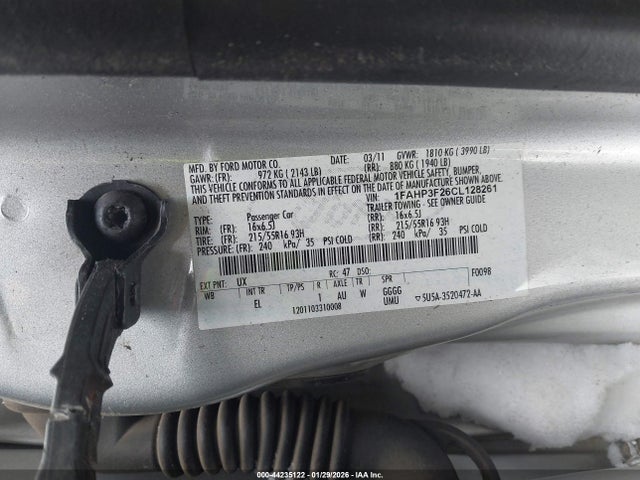 MFD. BY FORD MOTOR CO. DATE: 03/11 GVWR: 1810 KG ( 3990 LB)
GAWR: (FR): 972 KG ( 2143 LB) (RR): 880 KG ( 1940 LB)
THIS VEHICLE CONFORMS TO ALL APPLICABLE FEDERAL MOTOR VEHICLE SAFETY, BUMPER,
AND THEFT PREVENTION STANDARDS IN EFFECT ON THE DATE OF MANUFACTURE SHOWN ABOVE.
VIN: 1FAHP3F26CL128261
TYPE: Passenger Car TRAILER TOWING - SEE OWNER GUIDE
RIM: (FR) 16x6.5J (RR): 16x6.5J
TIRE: (FR) 215/55R16 93H (RR): 215/55R16 93H
PRESSURE: (FR) 240 kPa/ 35 PSI COLD (RR): 240 kPa/ 35 PSI COLD
RC: 47 DSO: F0098
EXT PNT: UX
WB INT TR TP/PS R AXLE TR SPR
EL 1 AU W GGGG
1201103310008 UMU ▽ 5U5A-3520472-AA
000-44235122 - 01/29/2026 - IAA Inc.